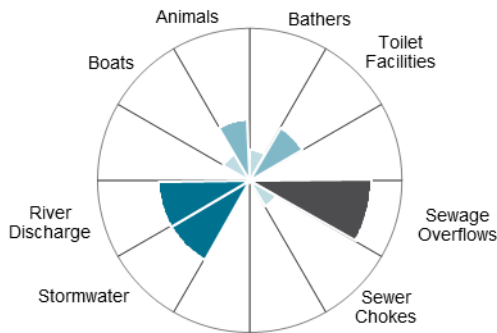 Animals
Bathers
Toilet
Facilities
Boats
River
Discharge
Sewage
Overflows
Stormwater
Sewer
Chokes